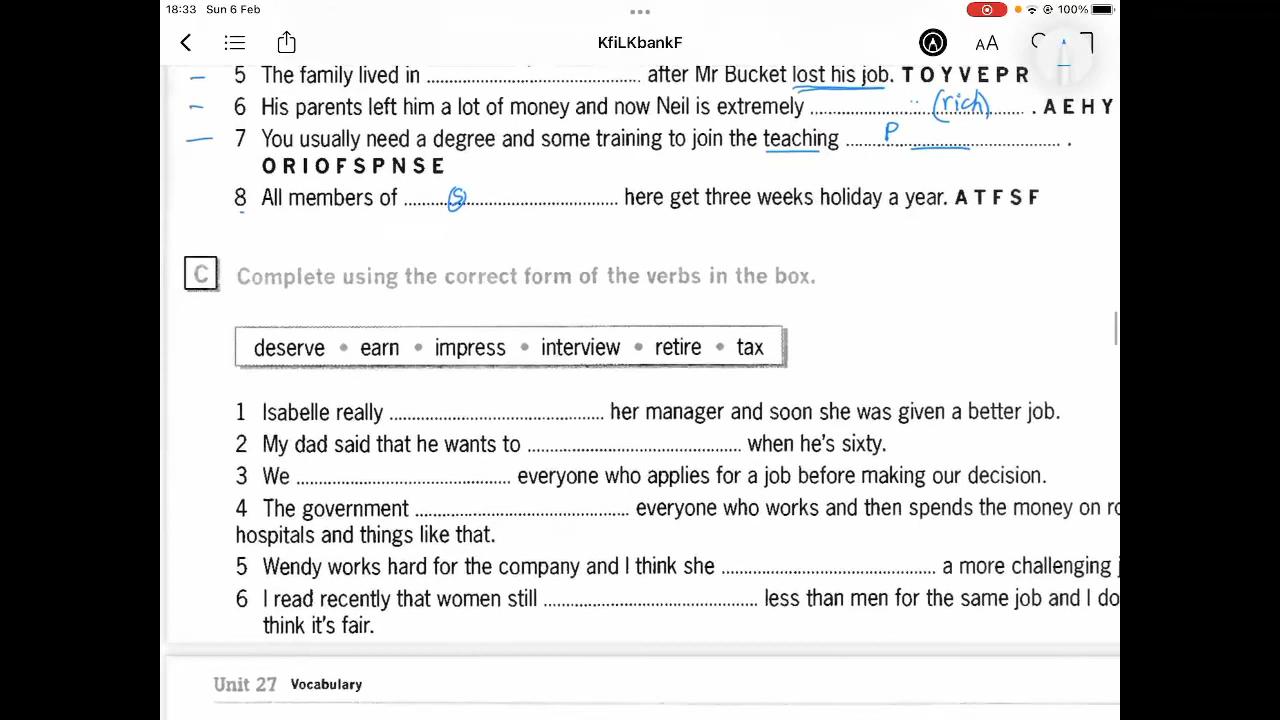 18:33 Sun 6 Feb 100%
KfiLKbankF
AA
5 The family lived in ........................................ after Mr Bucket lost his job. T O Y V E P R
6 His parents left him a lot of money and now Neil is extremely ........................................ (rich) . A E H Y
7 You usually need a degree and some training to join the teaching P ........................................ .
O R I O F S P N S E
8 All members of ........................................ S here get three weeks holiday a year. A T F S F
C Complete using the correct form of the verbs in the box.
deserve • earn • impress • interview • retire • tax
1 Isabelle really ........................................ her manager and soon she was given a better job.
2 My dad said that he wants to ........................................ when he's sixty.
3 We ........................................ everyone who applies for a job before making our decision.
4 The government ........................................ everyone who works and then spends the money on ro
hospitals and things like that.
5 Wendy works hard for the company and I think she ........................................ a more challenging j
6 I read recently that women still ........................................ less than men for the same job and I do
think it's fair.
Unit 27 Vocabulary